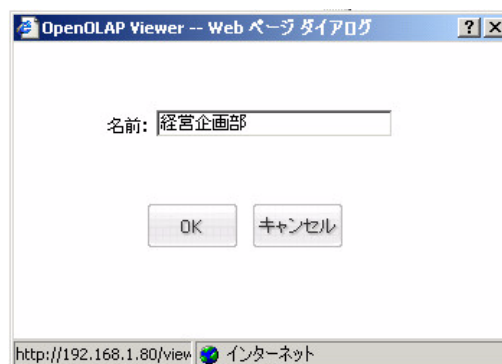 OpenOLAP Viewer -- Web ページ ダイアログ
名前: 経営企画部
OK キャンセル
http://192.168.1.80/view インターネット